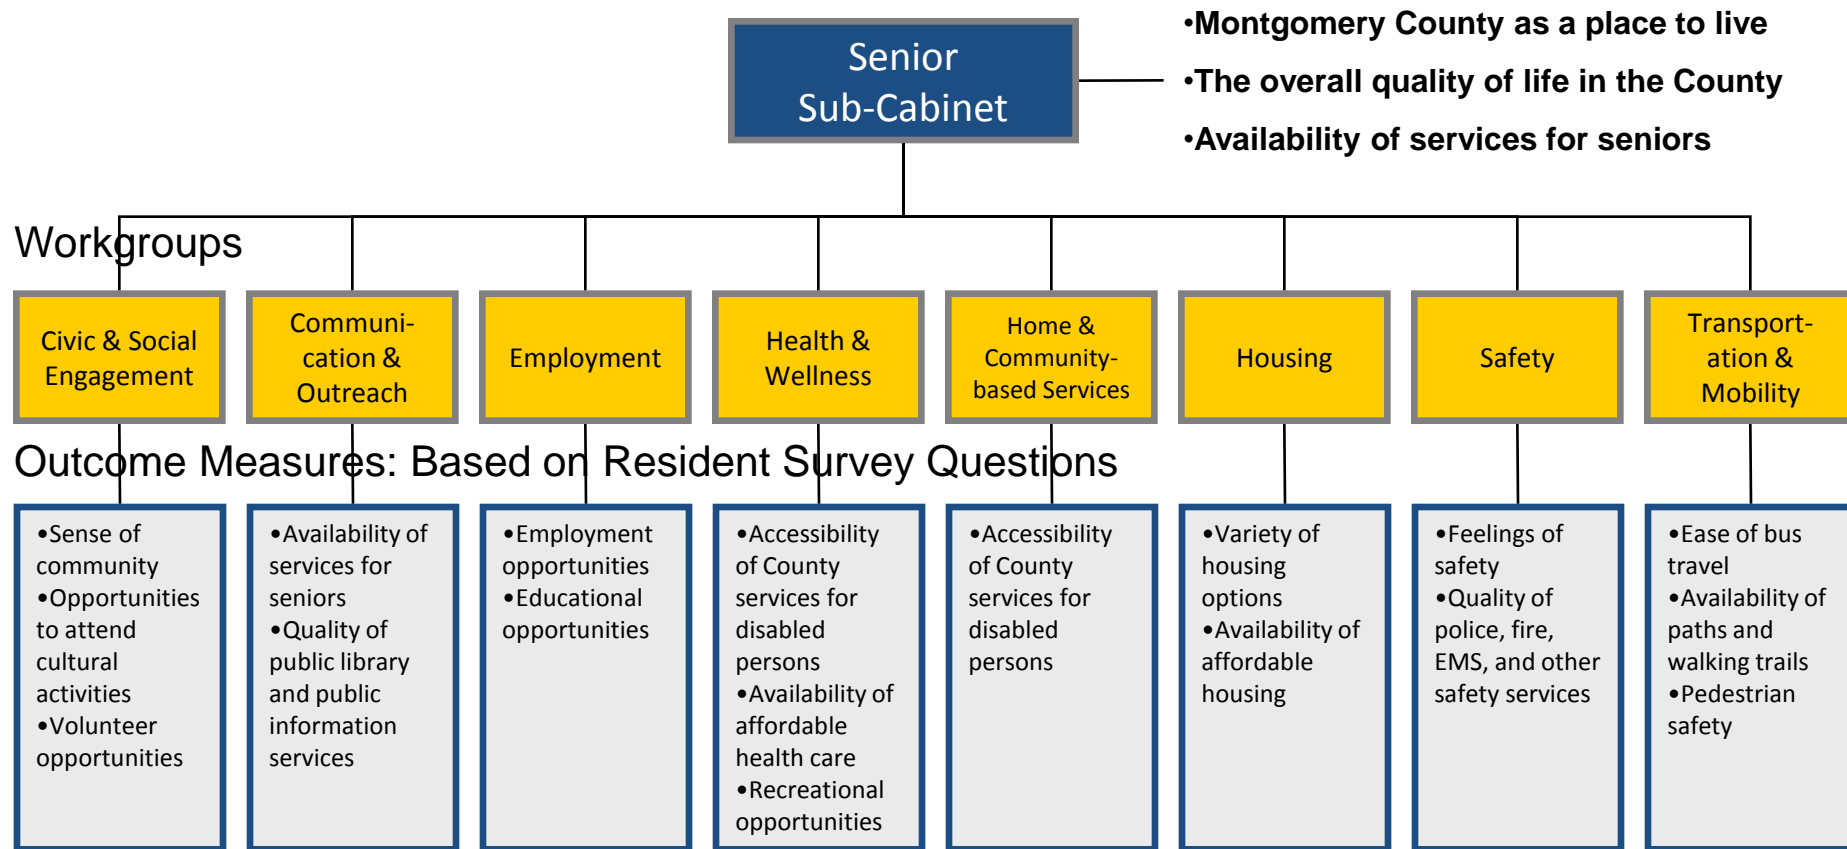 Senior
Sub-Cabinet
•Montgomery County as a place to live
•The overall quality of life in the County
•Availability of services for seniors
Workgroups
Civic & Social
Engagement
Communi-
cation &
Outreach
Employment
Health &
Wellness
Home &
Community-
based Services
Housing
Safety
Transport-
ation &
Mobility
Outcome Measures: Based on Resident Survey Questions
•Sense of
community
•Opportunities
to attend
cultural
activities
•Volunteer
opportunities
•Availability of
services for
seniors
•Quality of
public library
and public
information
services
•Employment
opportunities
•Educational
opportunities
•Accessibility
of County
services for
disabled
persons
•Availability of
affordable
health care
•Recreational
opportunities
•Accessibility
of County
services for
disabled
persons
•Variety of
housing
options
•Availability of
affordable
housing
•Feelings of
safety
•Quality of
police, fire,
EMS, and other
safety services
•Ease of bus
travel
•Availability of
paths and
walking trails
•Pedestrian
safety